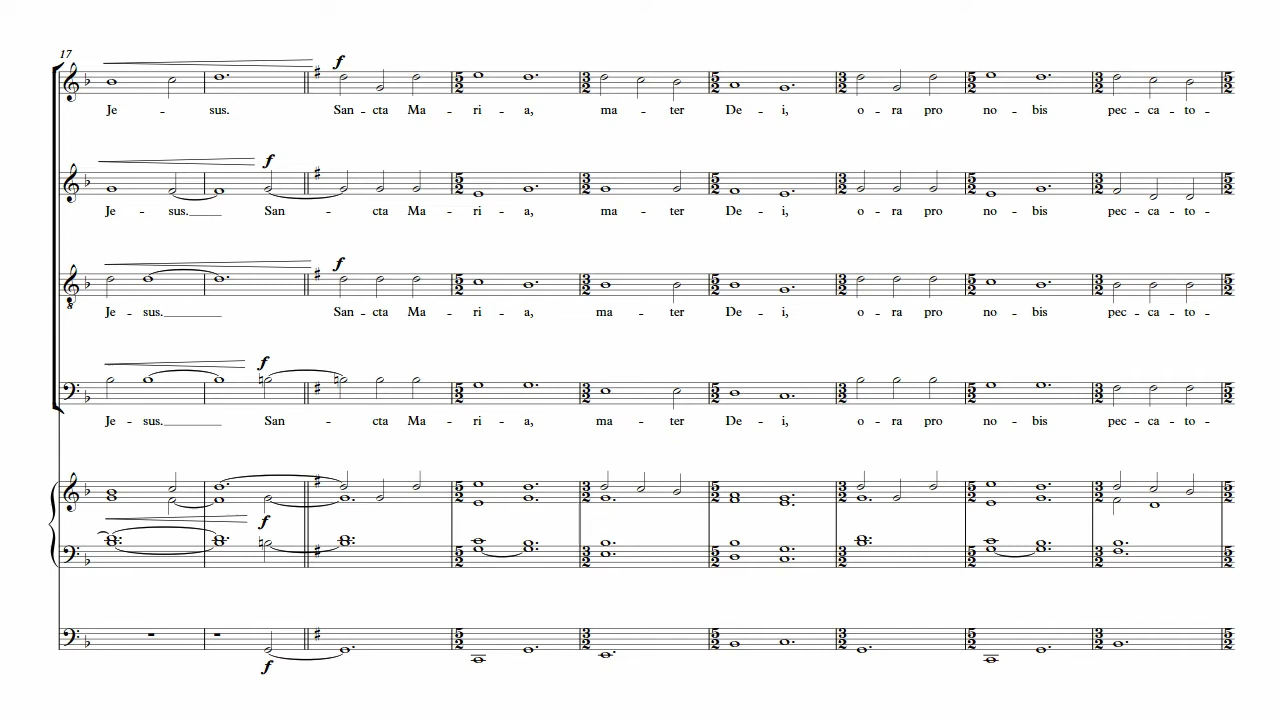 17
f
Je - sus. San - cta Ma - ri - a, ma - ter De - i, o - ra pro no - bis pec - ca - to -
f
Je - sus.____ San - cta Ma - ri - a, ma - ter De - i, o - ra pro no - bis pec - ca - to -
f
Je - sus.________ San - cta Ma - ri - a, ma - ter De - i, o - ra pro no - bis pec - ca - to -
f
Je - sus.________ San - cta Ma - ri - a, ma - ter De - i, o - ra pro no - bis pec - ca - to -
f
f